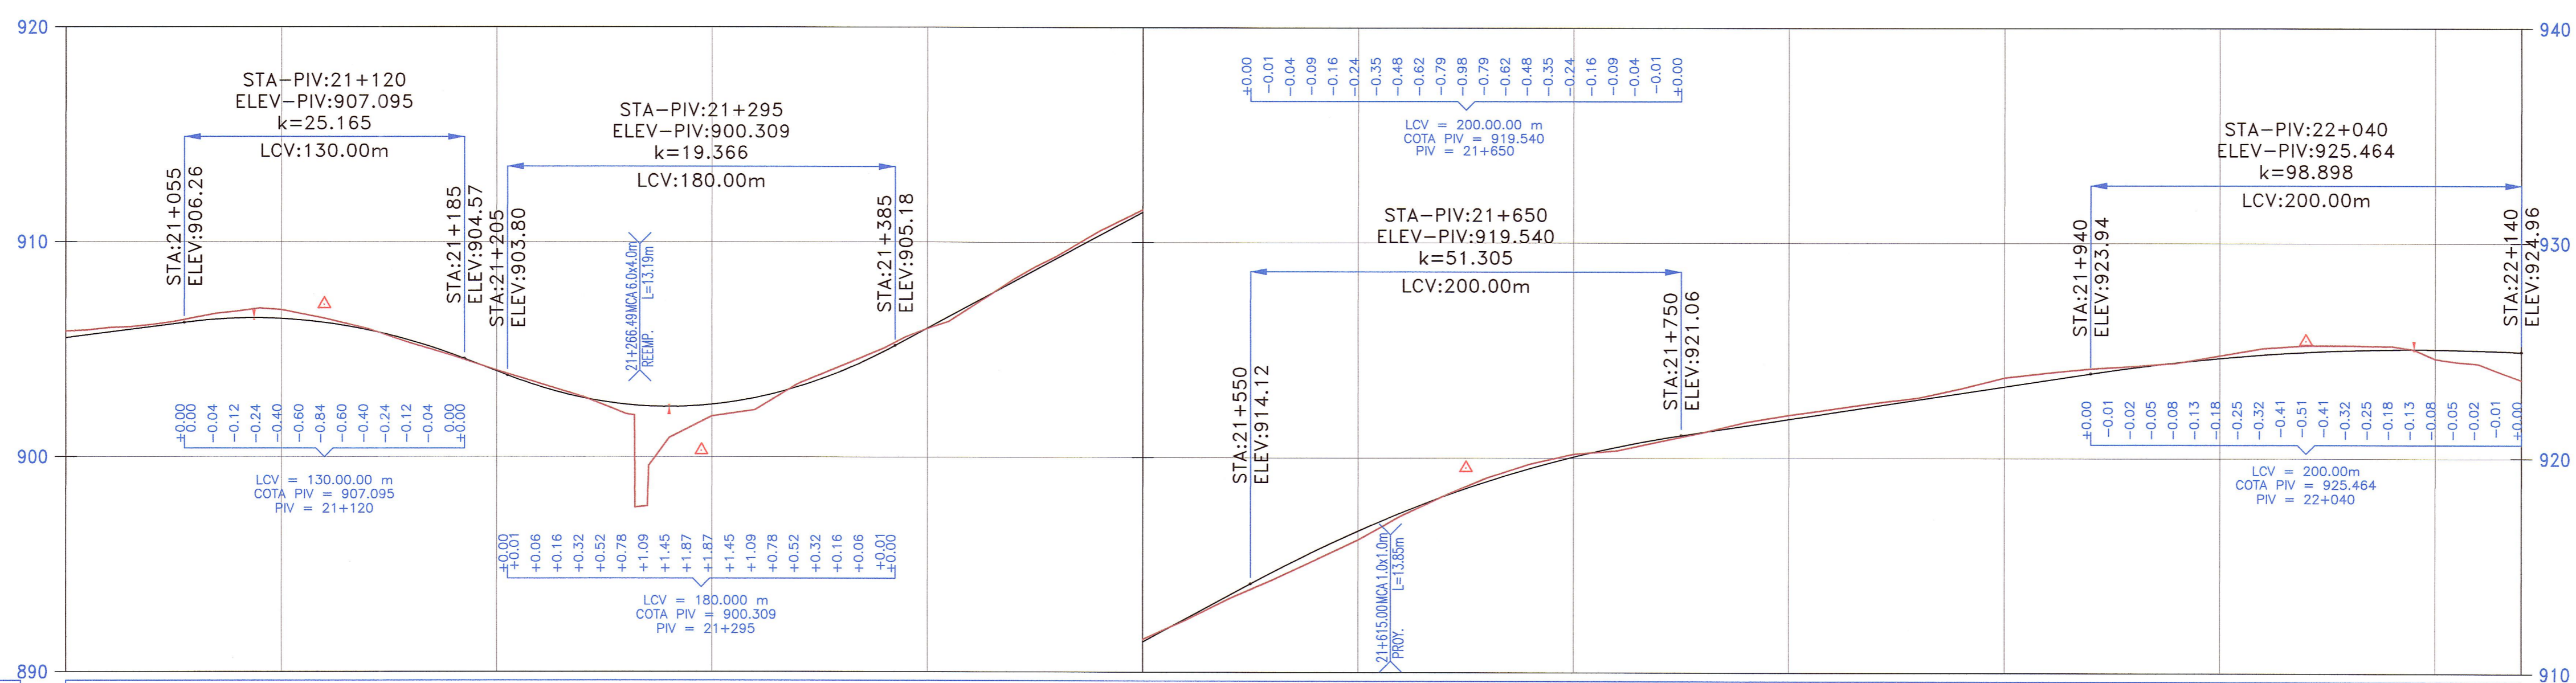 920
910
900
890
STA-PIV:21+120
ELEV-PIV:907.095
k=25.165
LCV:130.00m
STA:21+055
ELEV:906.26
STA:21+185
ELEV:904.57
+0.00
0.00
-0.04
-0.12
-0.24
-0.40
-0.60
-0.84
-0.60
-0.40
-0.24
-0.12
-0.04
0.00
+0.00
LCV = 130.00.00 m
COTA PIV = 907.095
PIV = 21+120
STA-PIV:21+295
ELEV-PIV:900.309
k=19.366
LCV:180.00m
STA:21+205
ELEV:903.80
21+266.49MCA 6.0x4.0m
REEMP. L=13.19m
STA:21+385
ELEV:905.18
+0.00
+0.01
+0.06
+0.16
+0.32
+0.52
+0.78
+1.09
+1.45
+1.87
+1.87
+1.45
+1.09
+0.78
+0.52
+0.32
+0.16
+0.06
+0.01
+0.00
LCV = 180.000 m
COTA PIV = 900.309
PIV = 21+295
+0.00
-0.01
-0.04
-0.09
-0.16
-0.24
-0.35
-0.48
-0.62
-0.79
-0.98
-0.79
-0.62
-0.48
-0.35
-0.24
-0.16
-0.09
-0.04
-0.01
+0.00
LCV = 200.00.00 m
COTA PIV = 919.540
PIV = 21+650
STA-PIV:21+650
ELEV-PIV:919.540
k=51.305
LCV:200.00m
STA:21+550
ELEV:914.12
21+615.00MCA 1.0x1.0m
PROY. L=13.85m
STA:21+750
ELEV:921.06
STA-PIV:22+040
ELEV-PIV:925.464
k=98.898
LCV:200.00m
STA:21+940
ELEV:923.94
STA:22+140
ELEV:924.96
+0.00
-0.01
-0.02
-0.05
-0.08
-0.13
-0.18
-0.25
-0.32
-0.41
-0.51
-0.41
-0.32
-0.25
-0.18
-0.13
-0.08
-0.05
-0.02
-0.01
+0.00
LCV = 200.00m
COTA PIV = 925.464
PIV = 22+040
940
930
920
910